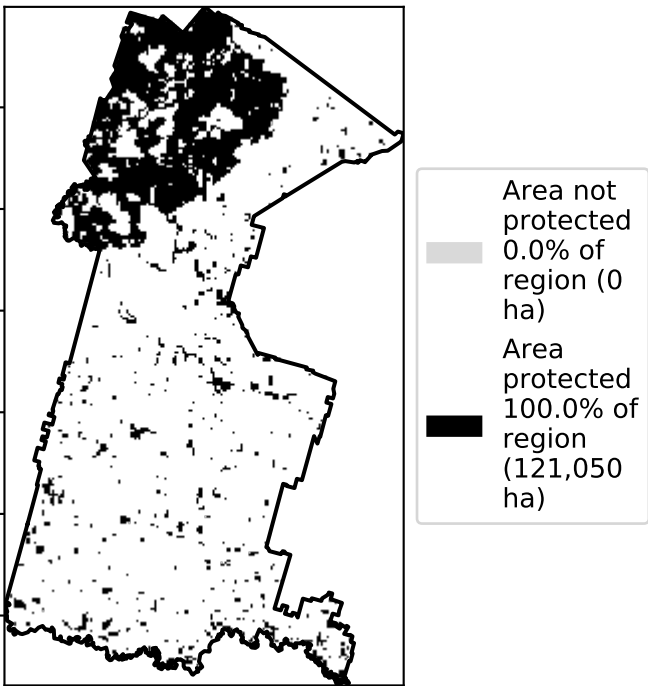 Area not
protected
0.0% of
region (0
ha)
Area
protected
100.0% of
region
(121,050
ha)